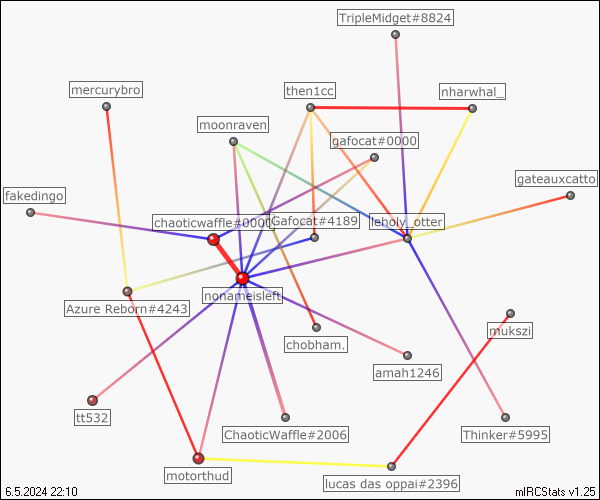 TripleMidget#8824
mercurybro
then1cc
nharwhal_
moonraven
gafocat#0000
gateauxcatto
fakedingo
chaoticwaffle#0000
Gafocat#4189
leholy_otter
nonameisleft
Azure Reborn#4243
mukszi
chobham.
amah1246
tt532
ChaoticWaffle#2006
Thinker#5995
motorthud
lucas das oppai#2396
6.5.2024 22:10
mIRCStats v1.25